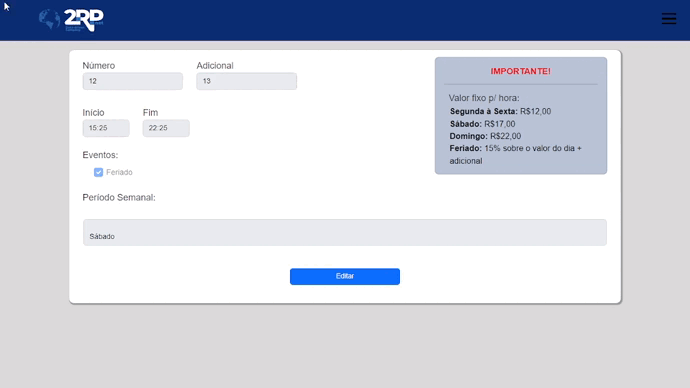 2RP
Número
Adicional
12
13
Início
Fim
15:25
22:25
Eventos:
Feriado
Período Semanal:
Sábado
Editar
IMPORTANTE!
Valor fixo p/ hora:
Segunda à Sexta: R$12,00
Sábado: R$17,00
Domingo: R$22,00
Feriado: 15% sobre o valor do dia +
adicional